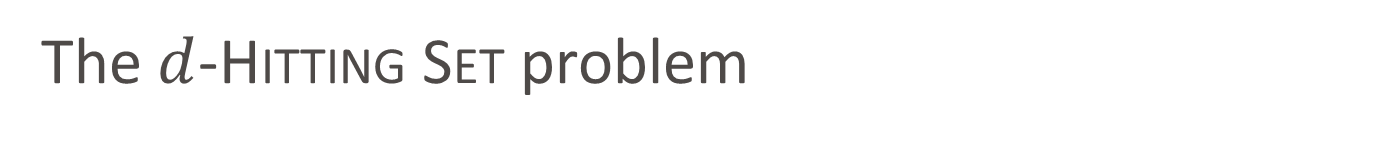 The d-HITTING SET problem